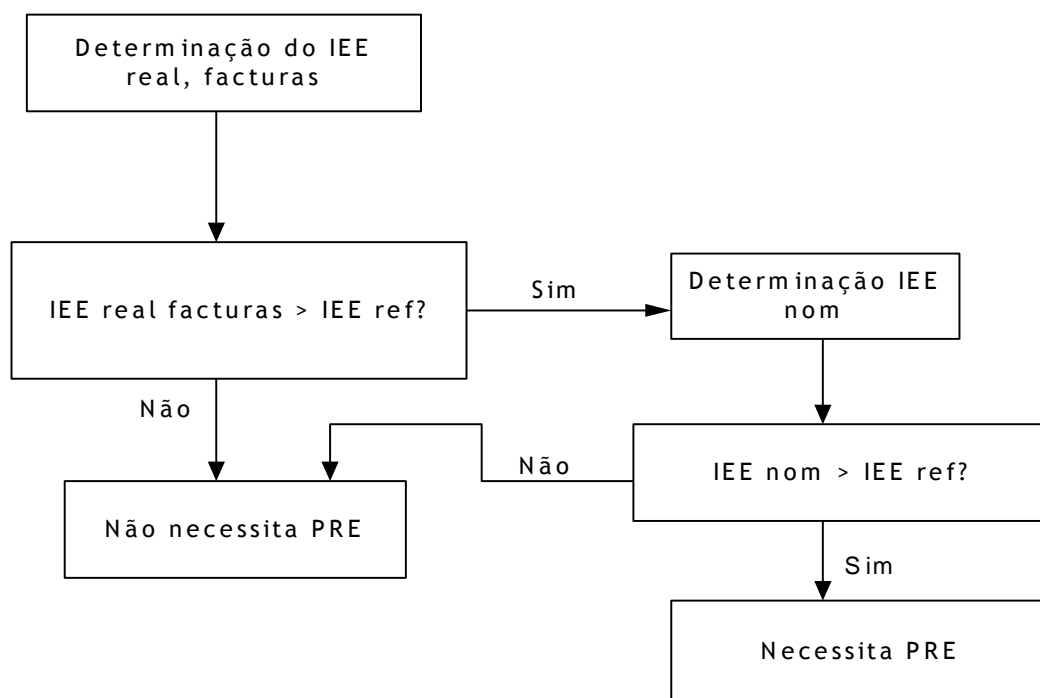 Determinação do IEE
real, facturas
IEE real facturas > IEE ref?
Sim
Determinação IEE
nom
Não
Não
IEE nom > IEE ref?
Não necessita PRE
Sim
Necessita PRE